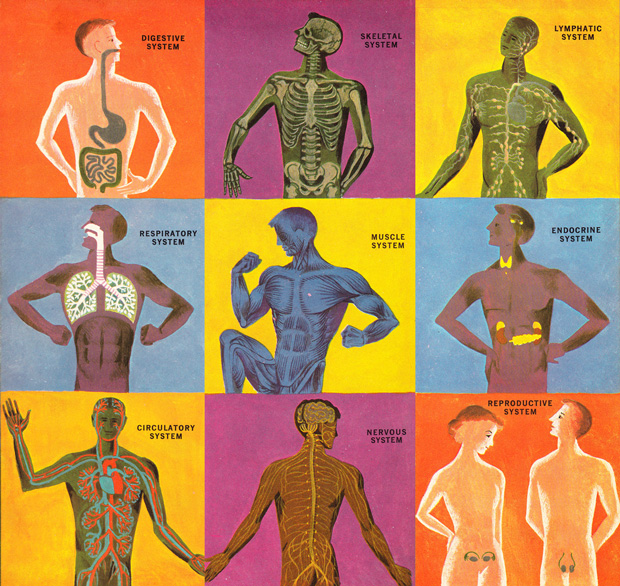 DIGESTIVE
SYSTEM
SKELETAL
SYSTEM
LYMPHATIC
SYSTEM
RESPIRATORY
SYSTEM
MUSCLE
SYSTEM
ENDOCRINE
SYSTEM
CIRCULATORY
SYSTEM
NERVOUS
SYSTEM
REPRODUCTIVE
SYSTEM